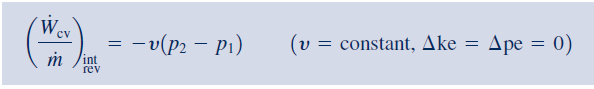 (Ẇcv/ṁ)int rev = −v(p2 − p1)    (v = constant, Δke = Δpe = 0)